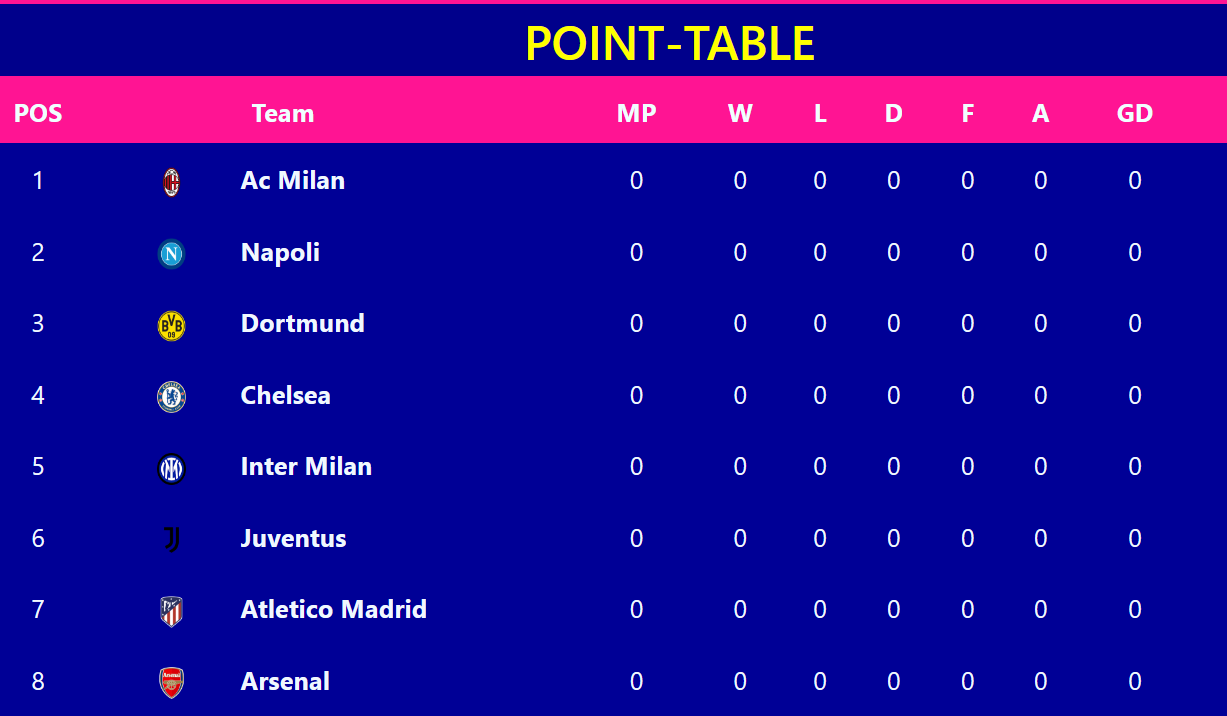 POINT-TABLE
POS Team MP W L D F A GD
1 Ac Milan 0 0 0 0 0 0 0
2 N Napoli 0 0 0 0 0 0 0
3 BVB 09 Dortmund 0 0 0 0 0 0 0
4 Chelsea 0 0 0 0 0 0 0
5 Inter Milan 0 0 0 0 0 0 0
6 Juventus 0 0 0 0 0 0 0
7 Atletico Madrid 0 0 0 0 0 0 0
8 Arsenal Arsenal 0 0 0 0 0 0 0